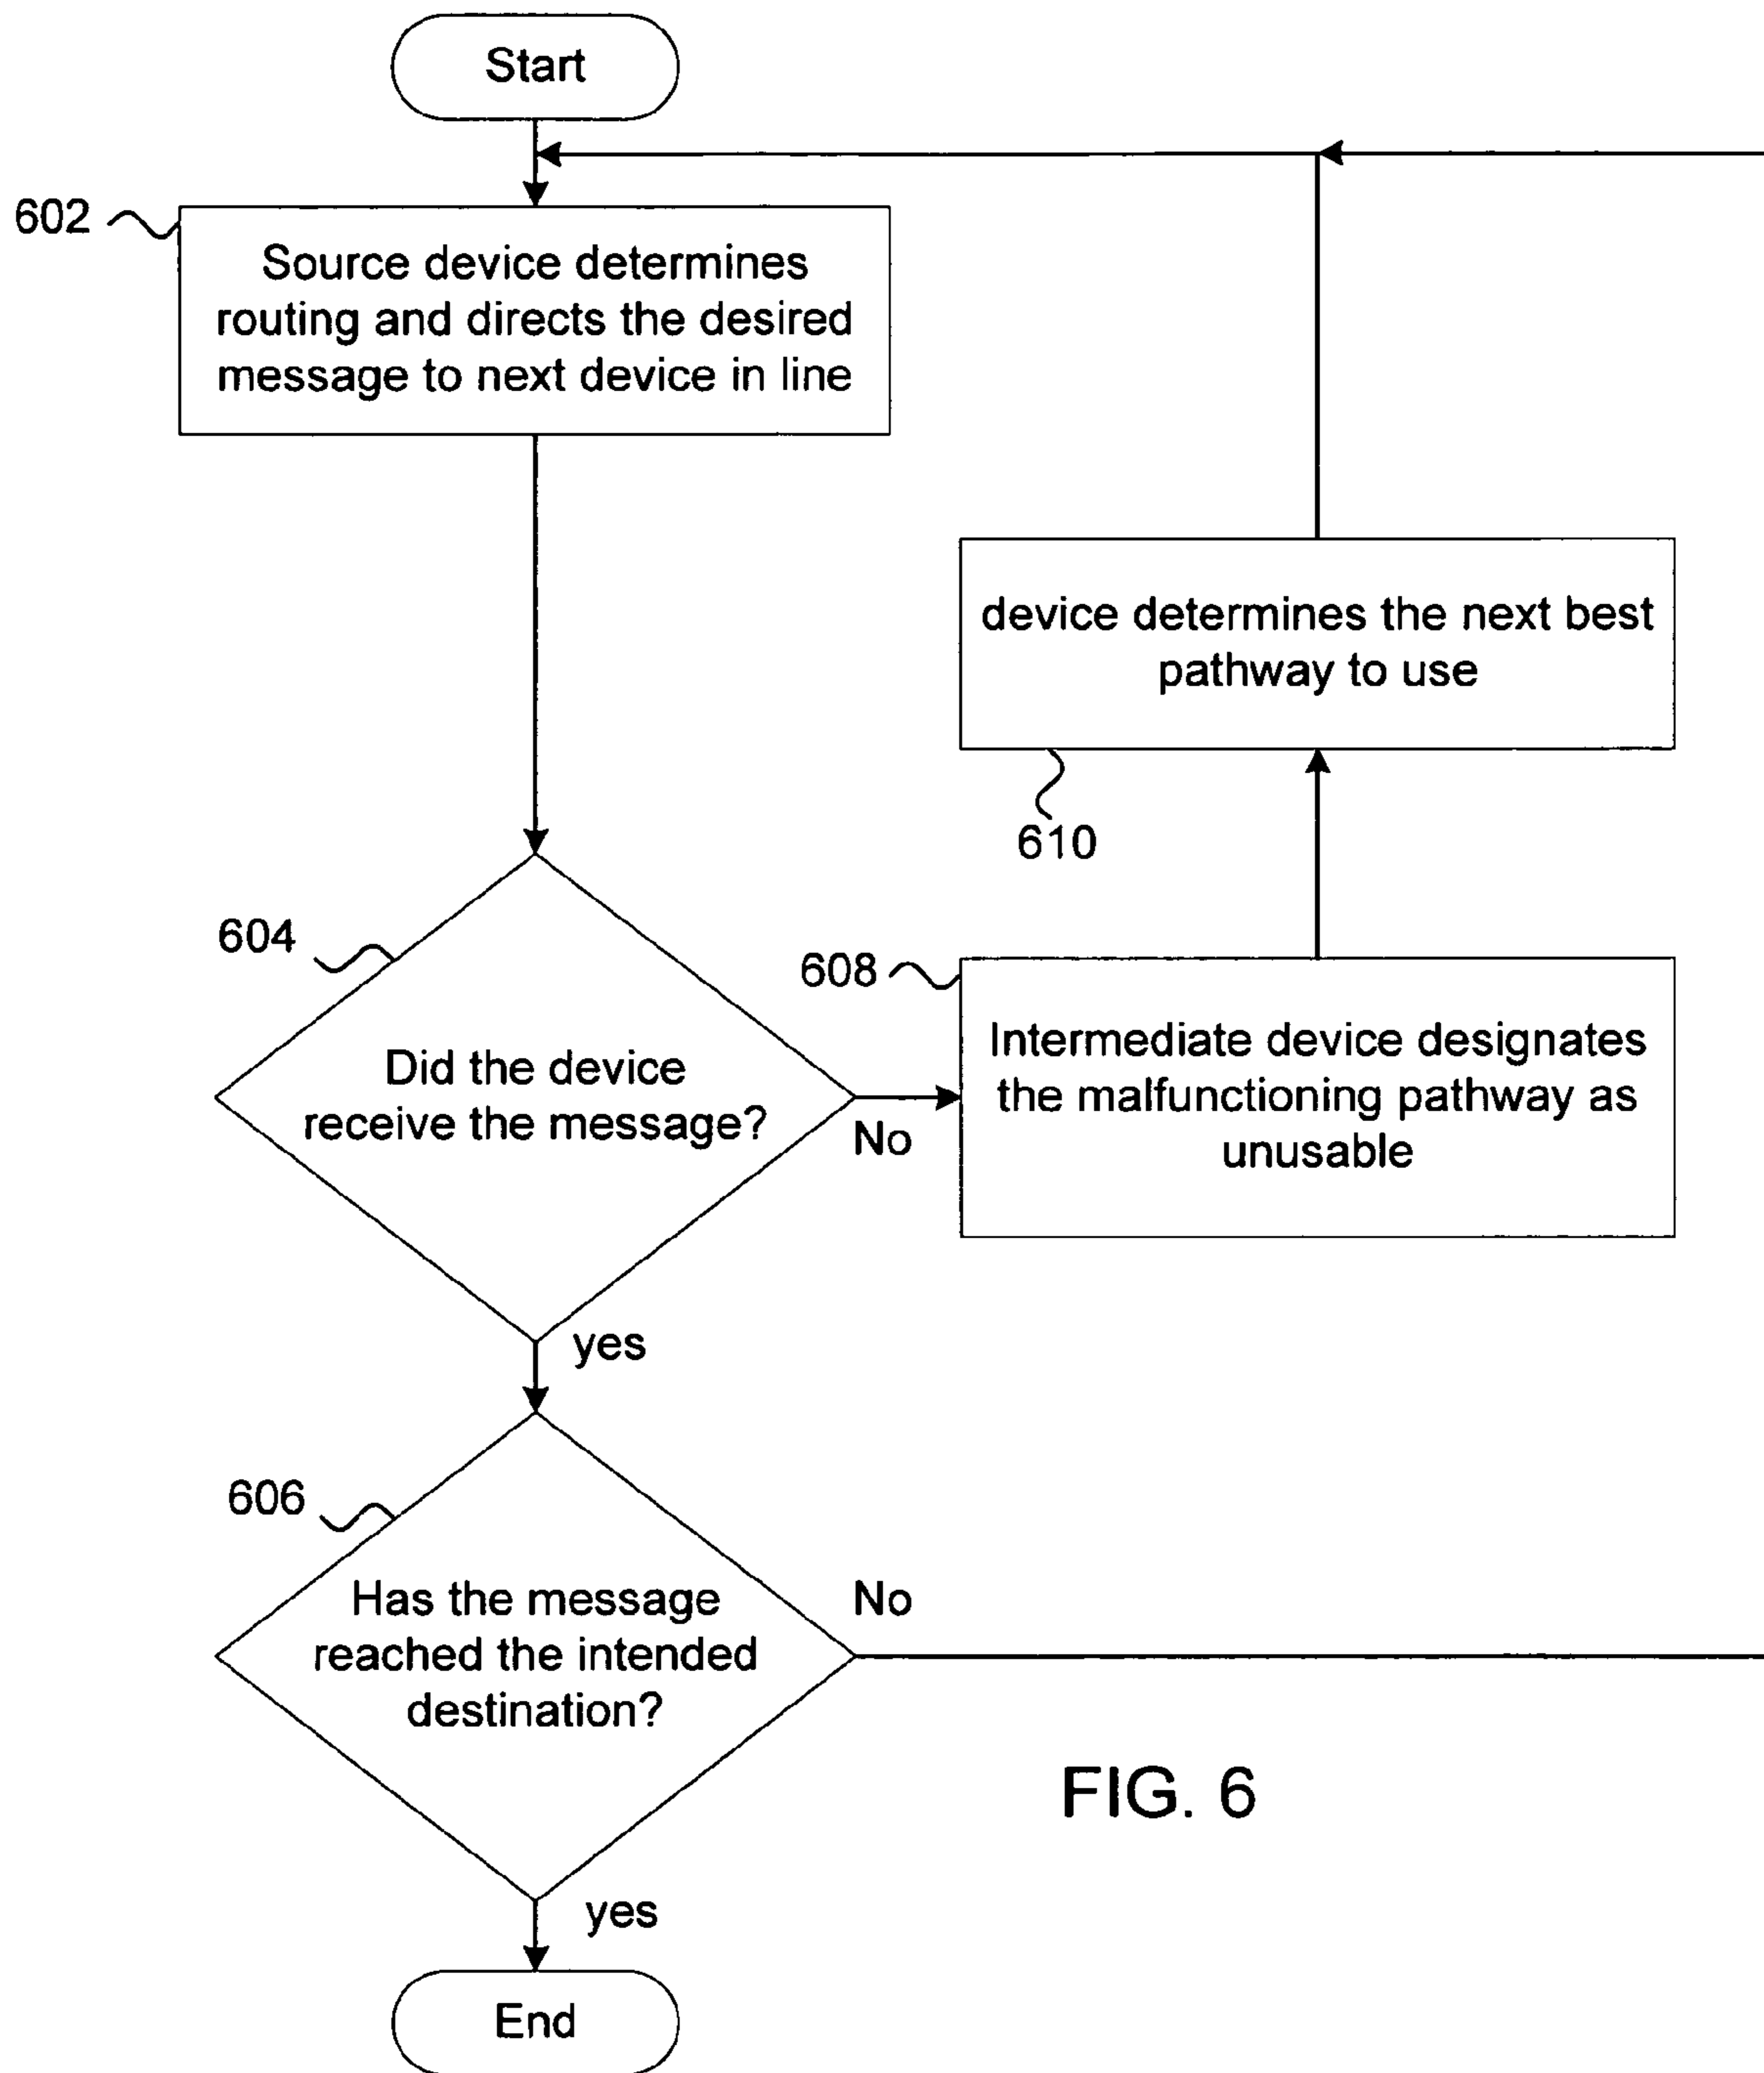 Start
602
Source device determines
routing and directs the desired
message to next device in line
device determines the next best
pathway to use
610
604
Did the device
receive the message?
No
608
Intermediate device designates
the malfunctioning pathway as
unusable
yes
606
Has the message
reached the intended
destination?
No
yes
End
FIG. 6